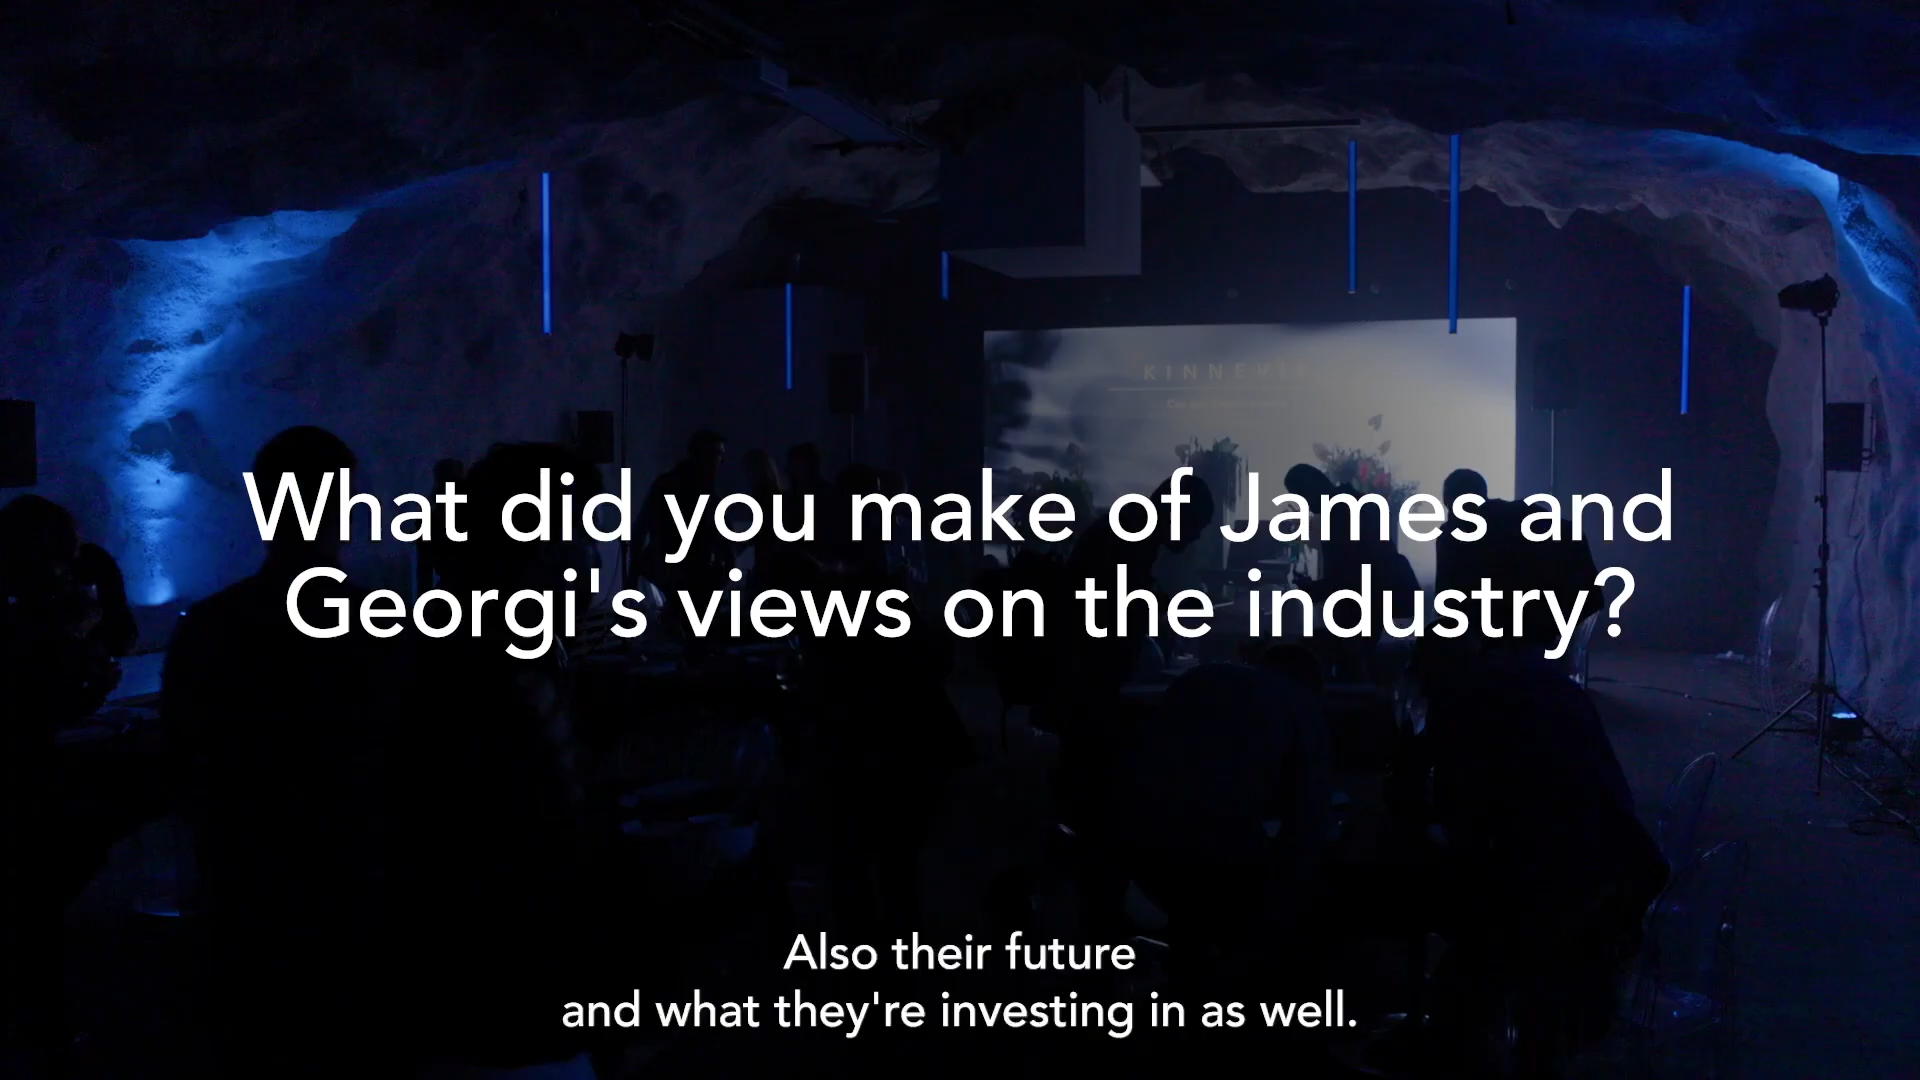 What did you make of James and
Georgi's views on the industry?
Also their future
and what they're investing in as well.